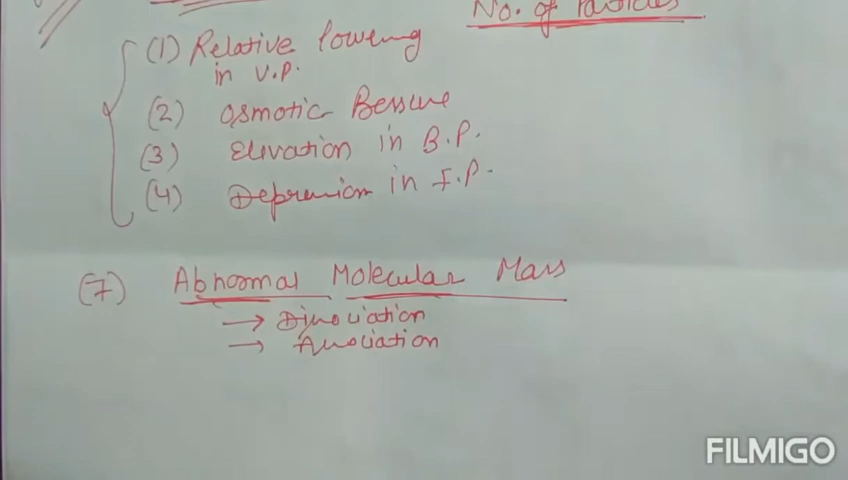 No. of Particles
(1) Relative lowering
in V.P.
(2) Osmotic Pressure
(3) Elevation in B.P.
(4) Depression in F.P.
(7) Abnormal Molecular Mass
→ Dissociation
→ Association
FILMIGO